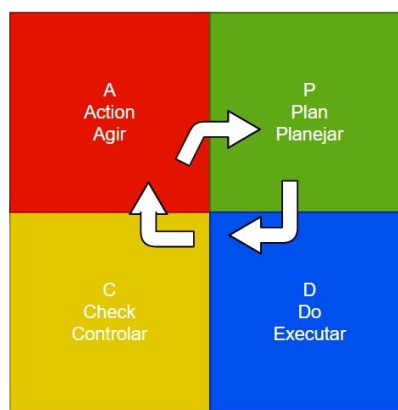 A
Action
Agir
P
Plan
Planejar
C
Check
Controlar
D
Do
Executar